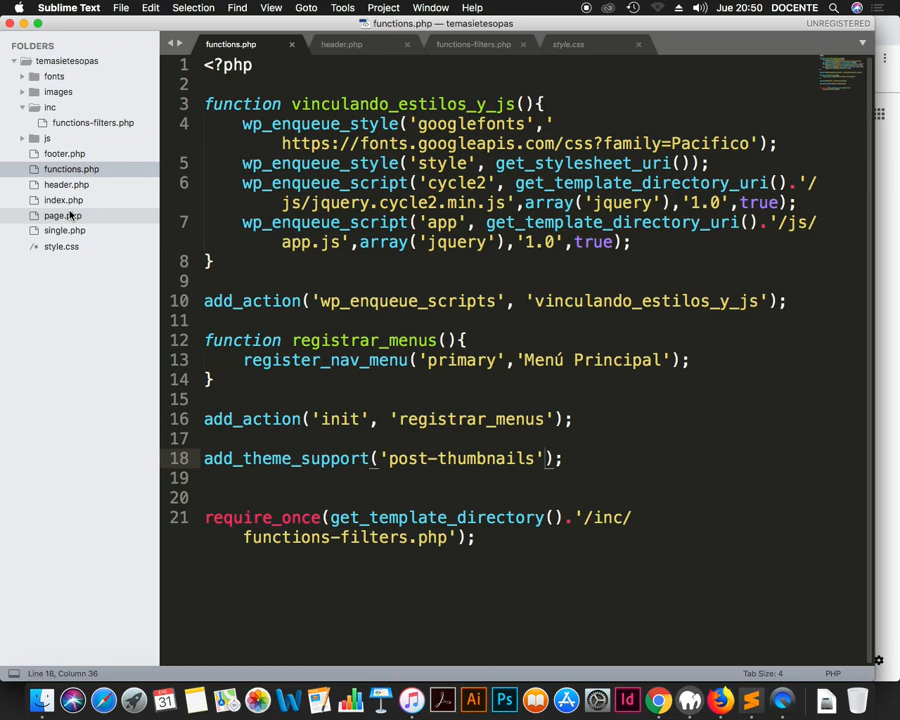 Sublime Text File Edit Selection Find View Goto Tools Project Window Help Jue 20:50 DOCENTE
functions.php — temasietesopas UNREGISTERED
FOLDERS
temasietesopas
fonts
images
inc
functions-filters.php
js
footer.php
functions.php
header.php
index.php
page.php
single.php
style.css
functions.php header.php functions-filters.php style.css
1 <?php
2
3 function vinculando_estilos_y_js(){
4 wp_enqueue_style('googlefonts','
https://fonts.googleapis.com/css?family=Pacifico');
5 wp_enqueue_style('style', get_stylesheet_uri());
6 wp_enqueue_script('cycle2', get_template_directory_uri().'/
js/jquery.cycle2.min.js',array('jquery'),'1.0',true);
7 wp_enqueue_script('app', get_template_directory_uri().'/js/
app.js',array('jquery'),'1.0',true);
8 }
9
10 add_action('wp_enqueue_scripts', 'vinculando_estilos_y_js');
11
12 function registrar_menus(){
13 register_nav_menu('primary','Menú Principal');
14 }
15
16 add_action('init', 'registrar_menus');
17
18 add_theme_support('post-thumbnails');
19
20
21 require_once(get_template_directory().'/inc/
functions-filters.php');
Line 18, Column 36 Tab Size: 4 PHP
31
Ai Ps Id